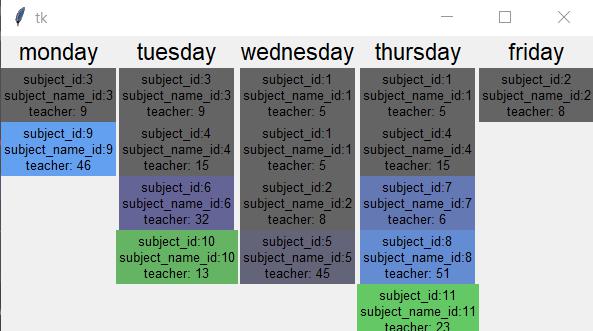 tk
monday
subject_id:3
subject_name_id:3
teacher: 9
subject_id:9
subject_name_id:9
teacher: 46
tuesday
subject_id:3
subject_name_id:3
teacher: 9
subject_id:4
subject_name_id:4
teacher: 15
subject_id:6
subject_name_id:6
teacher: 32
subject_id:10
subject_name_id:10
teacher: 13
wednesday
subject_id:1
subject_name_id:1
teacher: 5
subject_id:1
subject_name_id:1
teacher: 5
subject_id:2
subject_name_id:2
teacher: 8
subject_id:5
subject_name_id:5
teacher: 45
thursday
subject_id:1
subject_name_id:1
teacher: 5
subject_id:4
subject_name_id:4
teacher: 15
subject_id:7
subject_name_id:7
teacher: 6
subject_id:8
subject_name_id:8
teacher: 51
subject_id:11
subject_name_id:11
teacher: 23
friday
subject_id:2
subject_name_id:2
teacher: 8